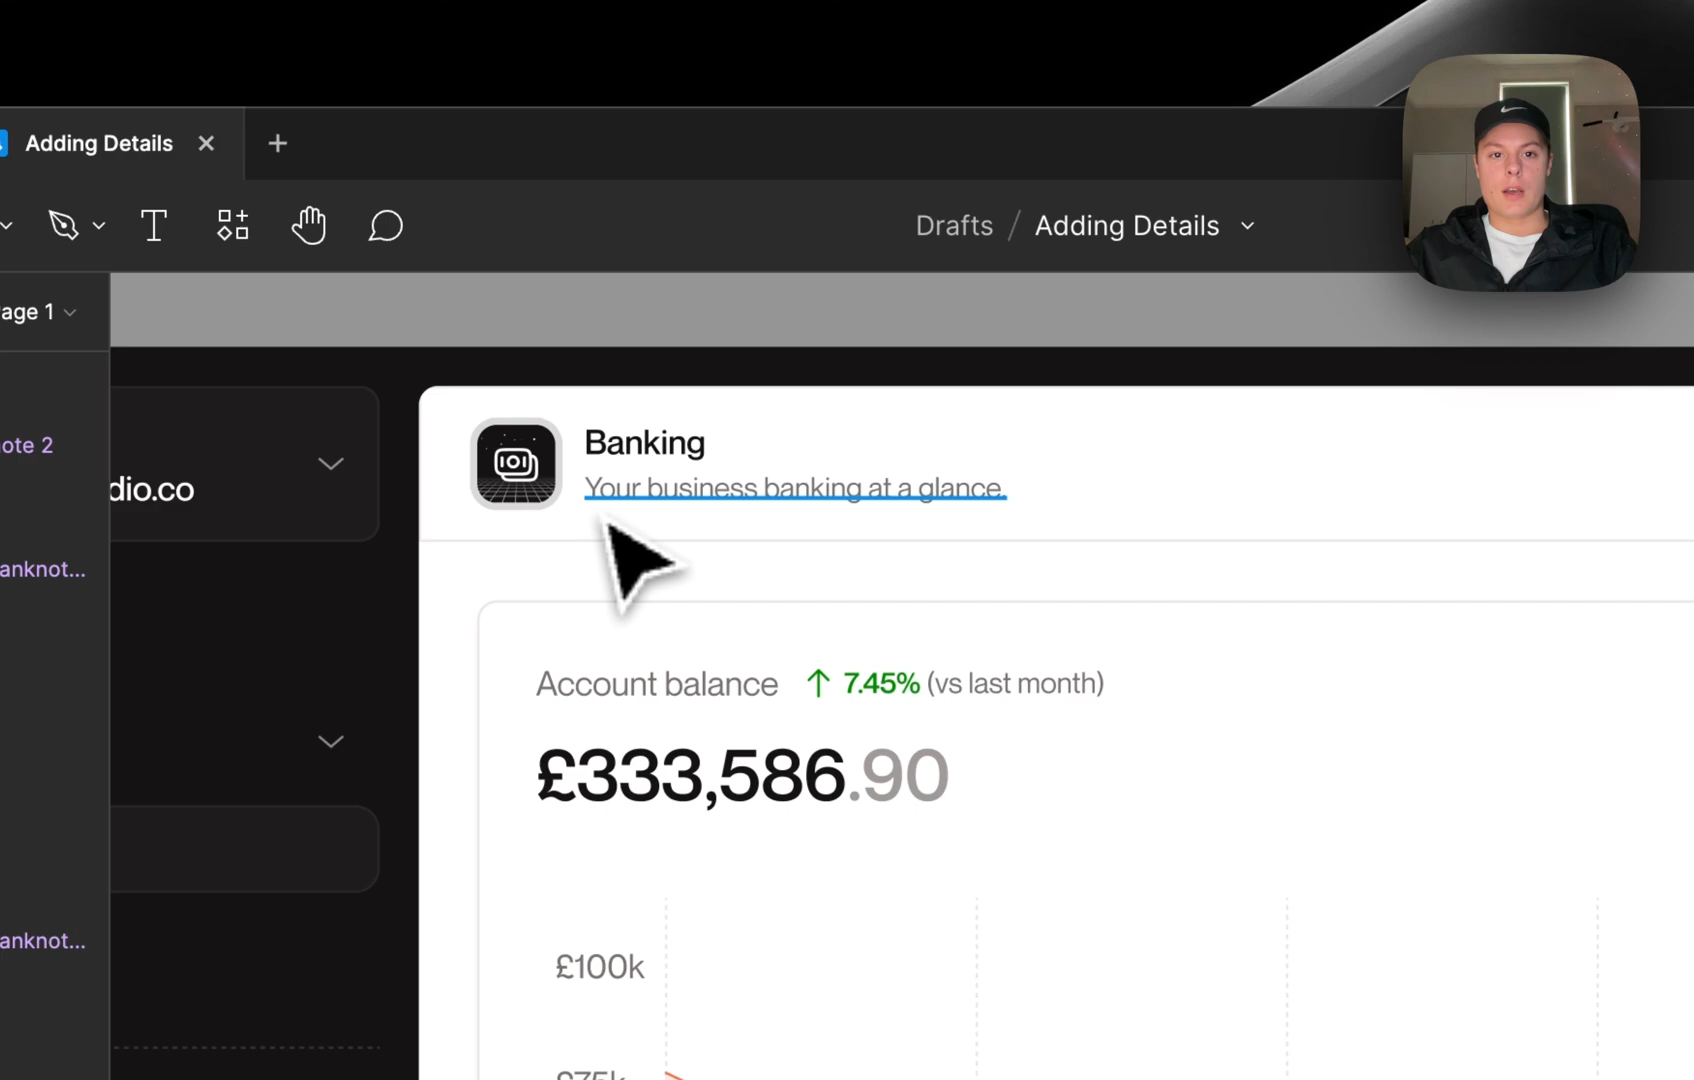 Adding Details
Drafts / Adding Details
age 1
ote 2
dio.co
Banking
Your business banking at a glance.
anknot...
Account balance ↑ 7.45% (vs last month)
£333,586.90
anknot...
£100k
£75k